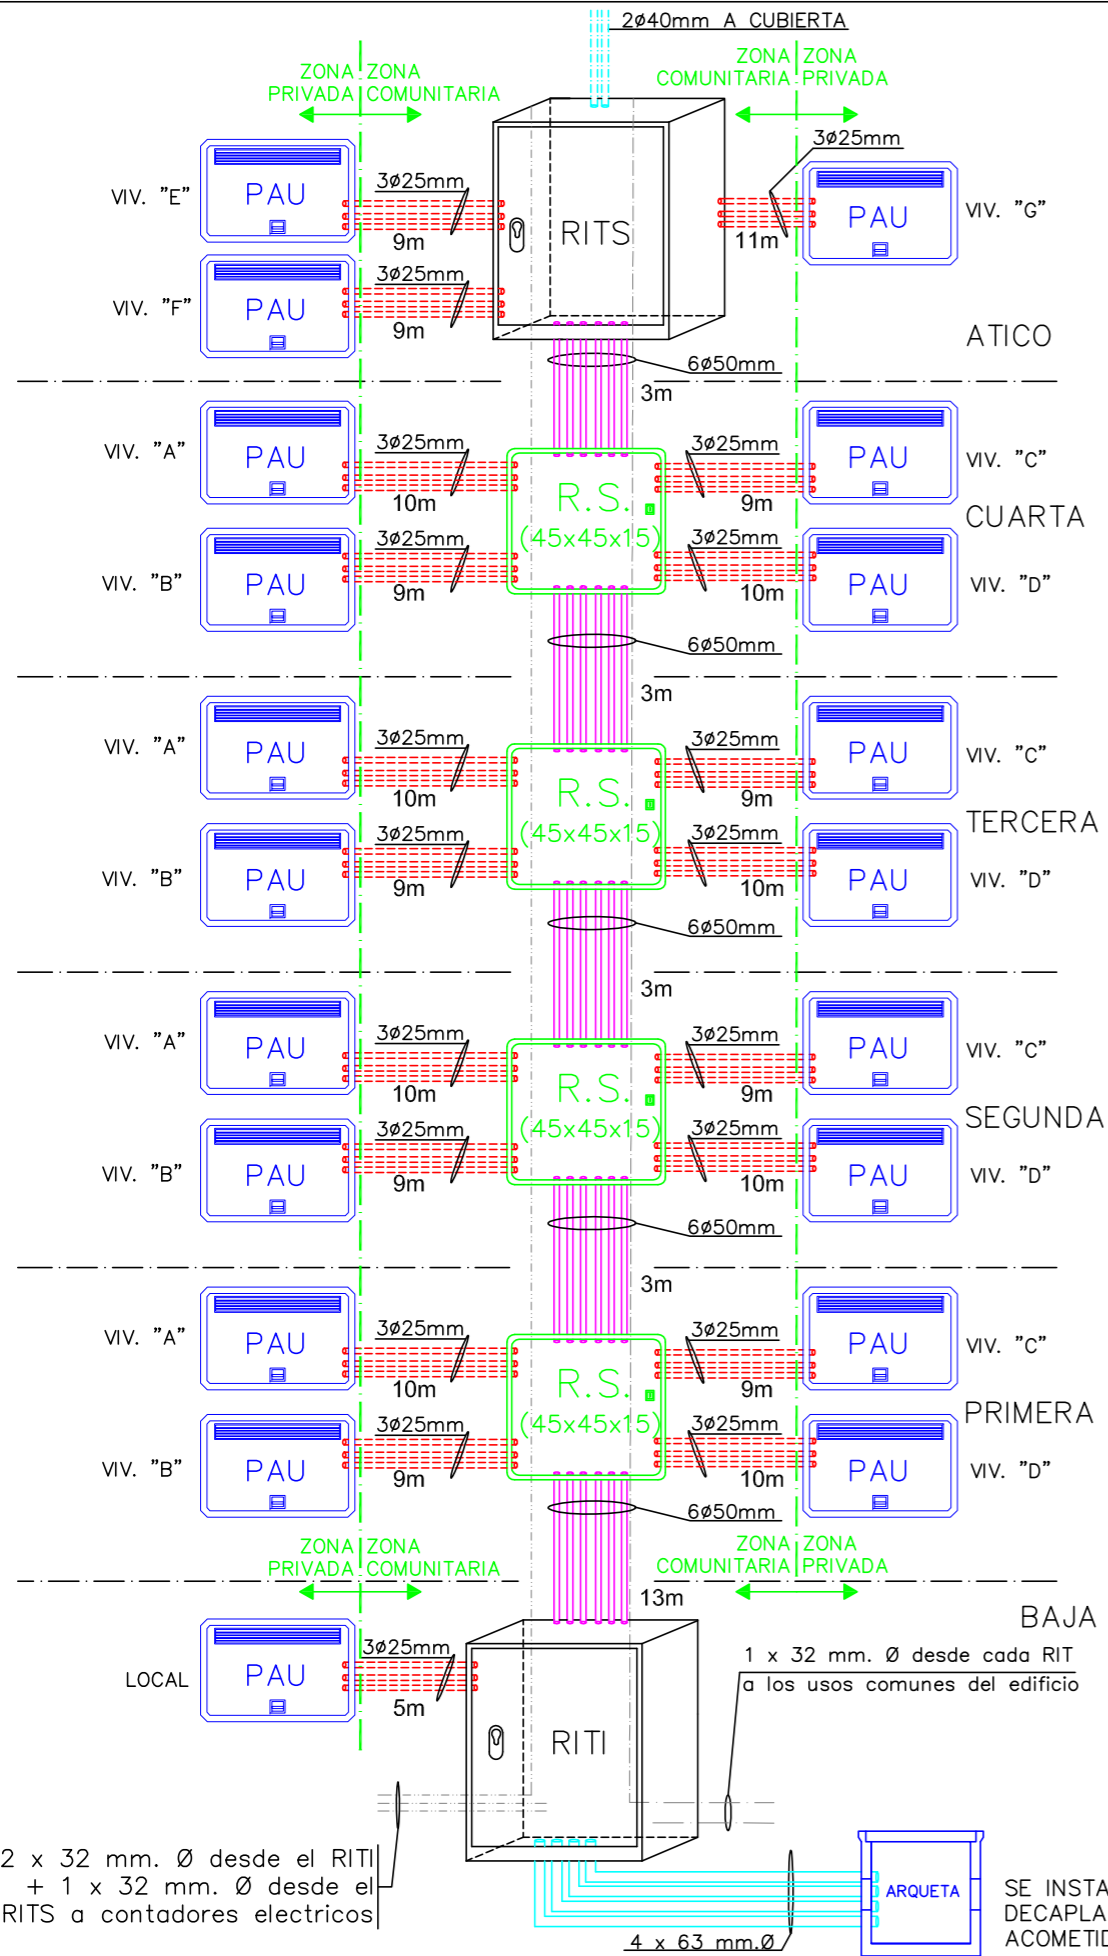 2ø40mm A CUBIERTA
ZONA ZONA
PRIVADA COMUNITARIA
ZONA ZONA
COMUNITARIA PRIVADA
VIV. "E"
PAU
3ø25mm
9m
RITS
3ø25mm
11m
PAU
VIV. "G"
VIV. "F"
PAU
3ø25mm
9m
ATICO
6ø50mm
3m
VIV. "A"
PAU
3ø25mm
10m
R.S.
(45x45x15)
3ø25mm
9m
PAU
VIV. "C"
CUARTA
VIV. "B"
PAU
3ø25mm
9m
3ø25mm
10m
PAU
VIV. "D"
6ø50mm
3m
VIV. "A"
PAU
3ø25mm
10m
R.S.
(45x45x15)
3ø25mm
9m
PAU
VIV. "C"
TERCERA
VIV. "B"
PAU
3ø25mm
9m
3ø25mm
10m
PAU
VIV. "D"
6ø50mm
3m
VIV. "A"
PAU
3ø25mm
10m
R.S.
(45x45x15)
3ø25mm
9m
PAU
VIV. "C"
SEGUNDA
VIV. "B"
PAU
3ø25mm
9m
3ø25mm
10m
PAU
VIV. "D"
6ø50mm
3m
VIV. "A"
PAU
3ø25mm
10m
R.S.
(45x45x15)
3ø25mm
9m
PAU
VIV. "C"
PRIMERA
VIV. "B"
PAU
3ø25mm
9m
3ø25mm
10m
PAU
VIV. "D"
6ø50mm
ZONA ZONA
PRIVADA COMUNITARIA
ZONA ZONA
COMUNITARIA PRIVADA
13m
BAJA
LOCAL
PAU
3ø25mm
5m
RITI
1 x 32 mm. Ø desde cada RIT
a los usos comunes del edificio
2 x 32 mm. Ø desde el RITI
+ 1 x 32 mm. Ø desde el
RITS a contadores electricos
4 x 63 mm.Ø
ARQUETA
SE INSTA
DECAPLA
ACOMETID